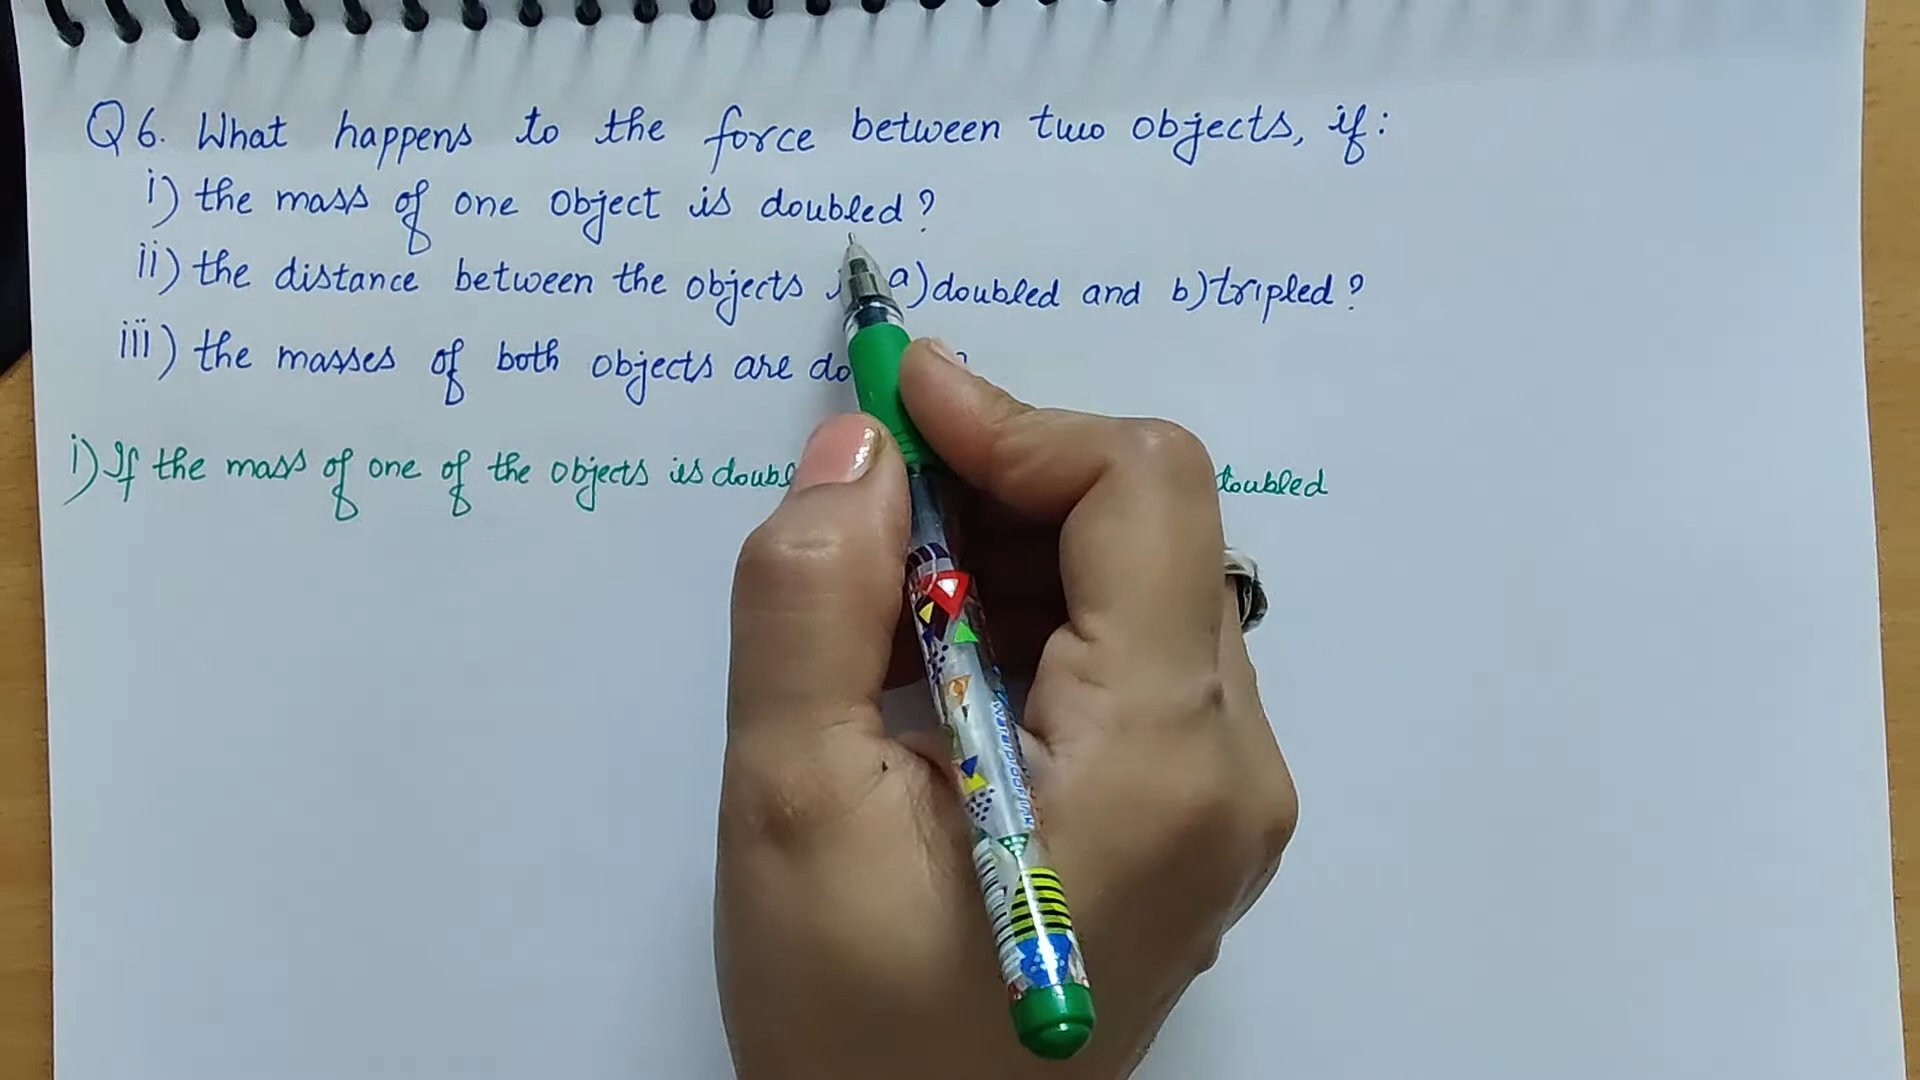 Q6. What happens to the force between two objects, if:
i) the mass of one object is doubled?
ii) the distance between the objects a) doubled and b) tripled?
iii) the masses of both objects are
i) If the mass of one of the objects is doubled
Waterproof Ink